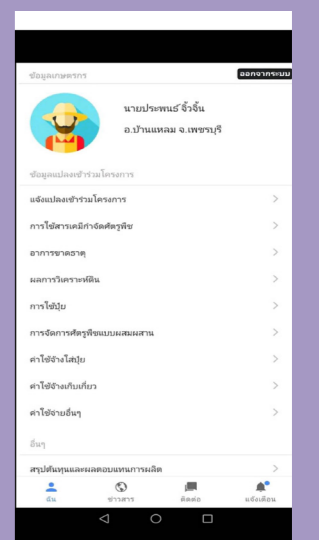 ข้อมูลเกษตรกร
ออกจากระบบ
นายประพนธ์ จิ๋วจิ๋น
อ.บ้านแหลม จ.เพชรบุรี
ข้อมูลแปลงเข้าร่วมโครงการ
แจ้งแปลงเข้าร่วมโครงการ
การใช้สารเคมีกำจัดศัตรูพืช
อาการขาดธาตุ
ผลการวิเคราะห์ดิน
การใช้ปุ๋ย
การจัดการศัตรูพืชแบบผสมผสาน
ค่าใช้จ้างใส่ปุ๋ย
ค่าใช้จ้างเก็บเกี่ยว
ค่าใช้จ่ายอื่นๆ
อื่นๆ
สรุปต้นทุนและผลตอบแทนการผลิต
ฉัน
ข่าวสาร
ติดต่อ
แจ้งเตือน